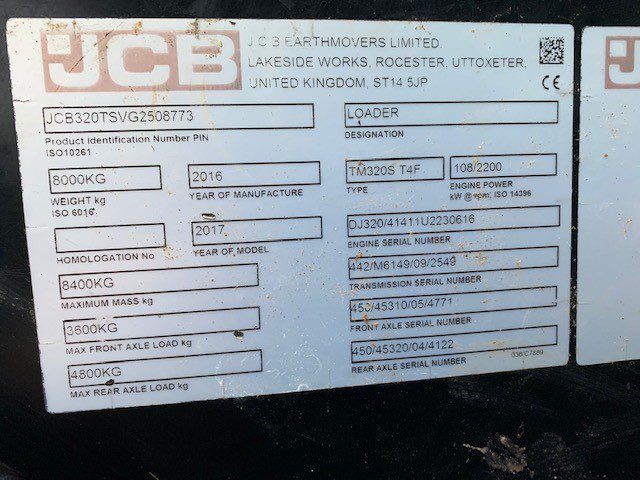 JCB
J.C.B EARTHMOVERS LIMITED.
LAKESIDE WORKS, ROCESTER, UTTOXETER,
UNITED KINGDOM, ST14 5JP
CE
JCB320TSVG2508773
Product Identification Number PIN
ISO10261
LOADER
DESIGNATION
8000KG
WEIGHT kg
ISO 6016
2016
YEAR OF MANUFACTURE
TM320S T4F
TYPE
108/2200
ENGINE POWER
kW @ rpm; ISO 14396
HOMOLOGATION No
2017
YEAR OF MODEL
DJ320/41411U2230616
ENGINE SERIAL NUMBER
8400KG
MAXIMUM MASS kg
442/M6149/09/2549
TRANSMISSION SERIAL NUMBER
3600KG
MAX FRONT AXLE LOAD kg
450/45310/05/4771
FRONT AXLE SERIAL NUMBER
4800KG
MAX REAR AXLE LOAD kg
450/45320/04/4122
REAR AXLE SERIAL NUMBER